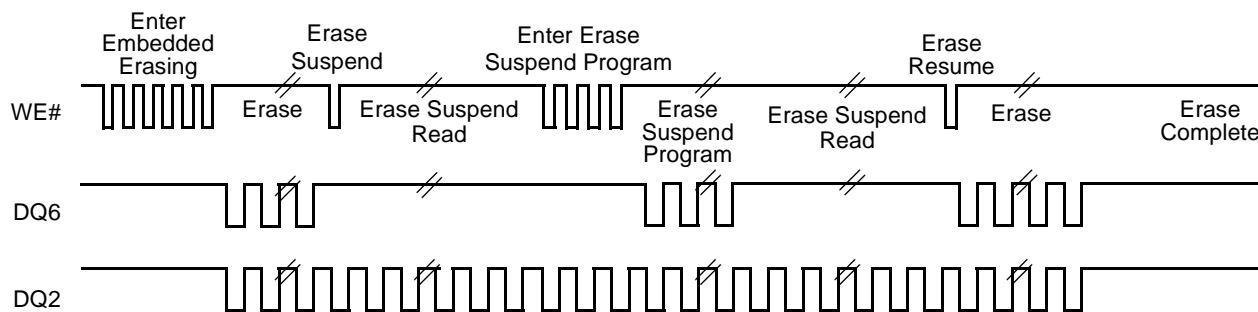 Enter
Embedded
Erasing
Erase
Suspend
Enter Erase
Suspend Program
Erase
Resume
WE#
Erase
Erase Suspend
Read
Erase
Suspend
Program
Erase Suspend
Read
Erase
Erase
Complete
DQ6
DQ2